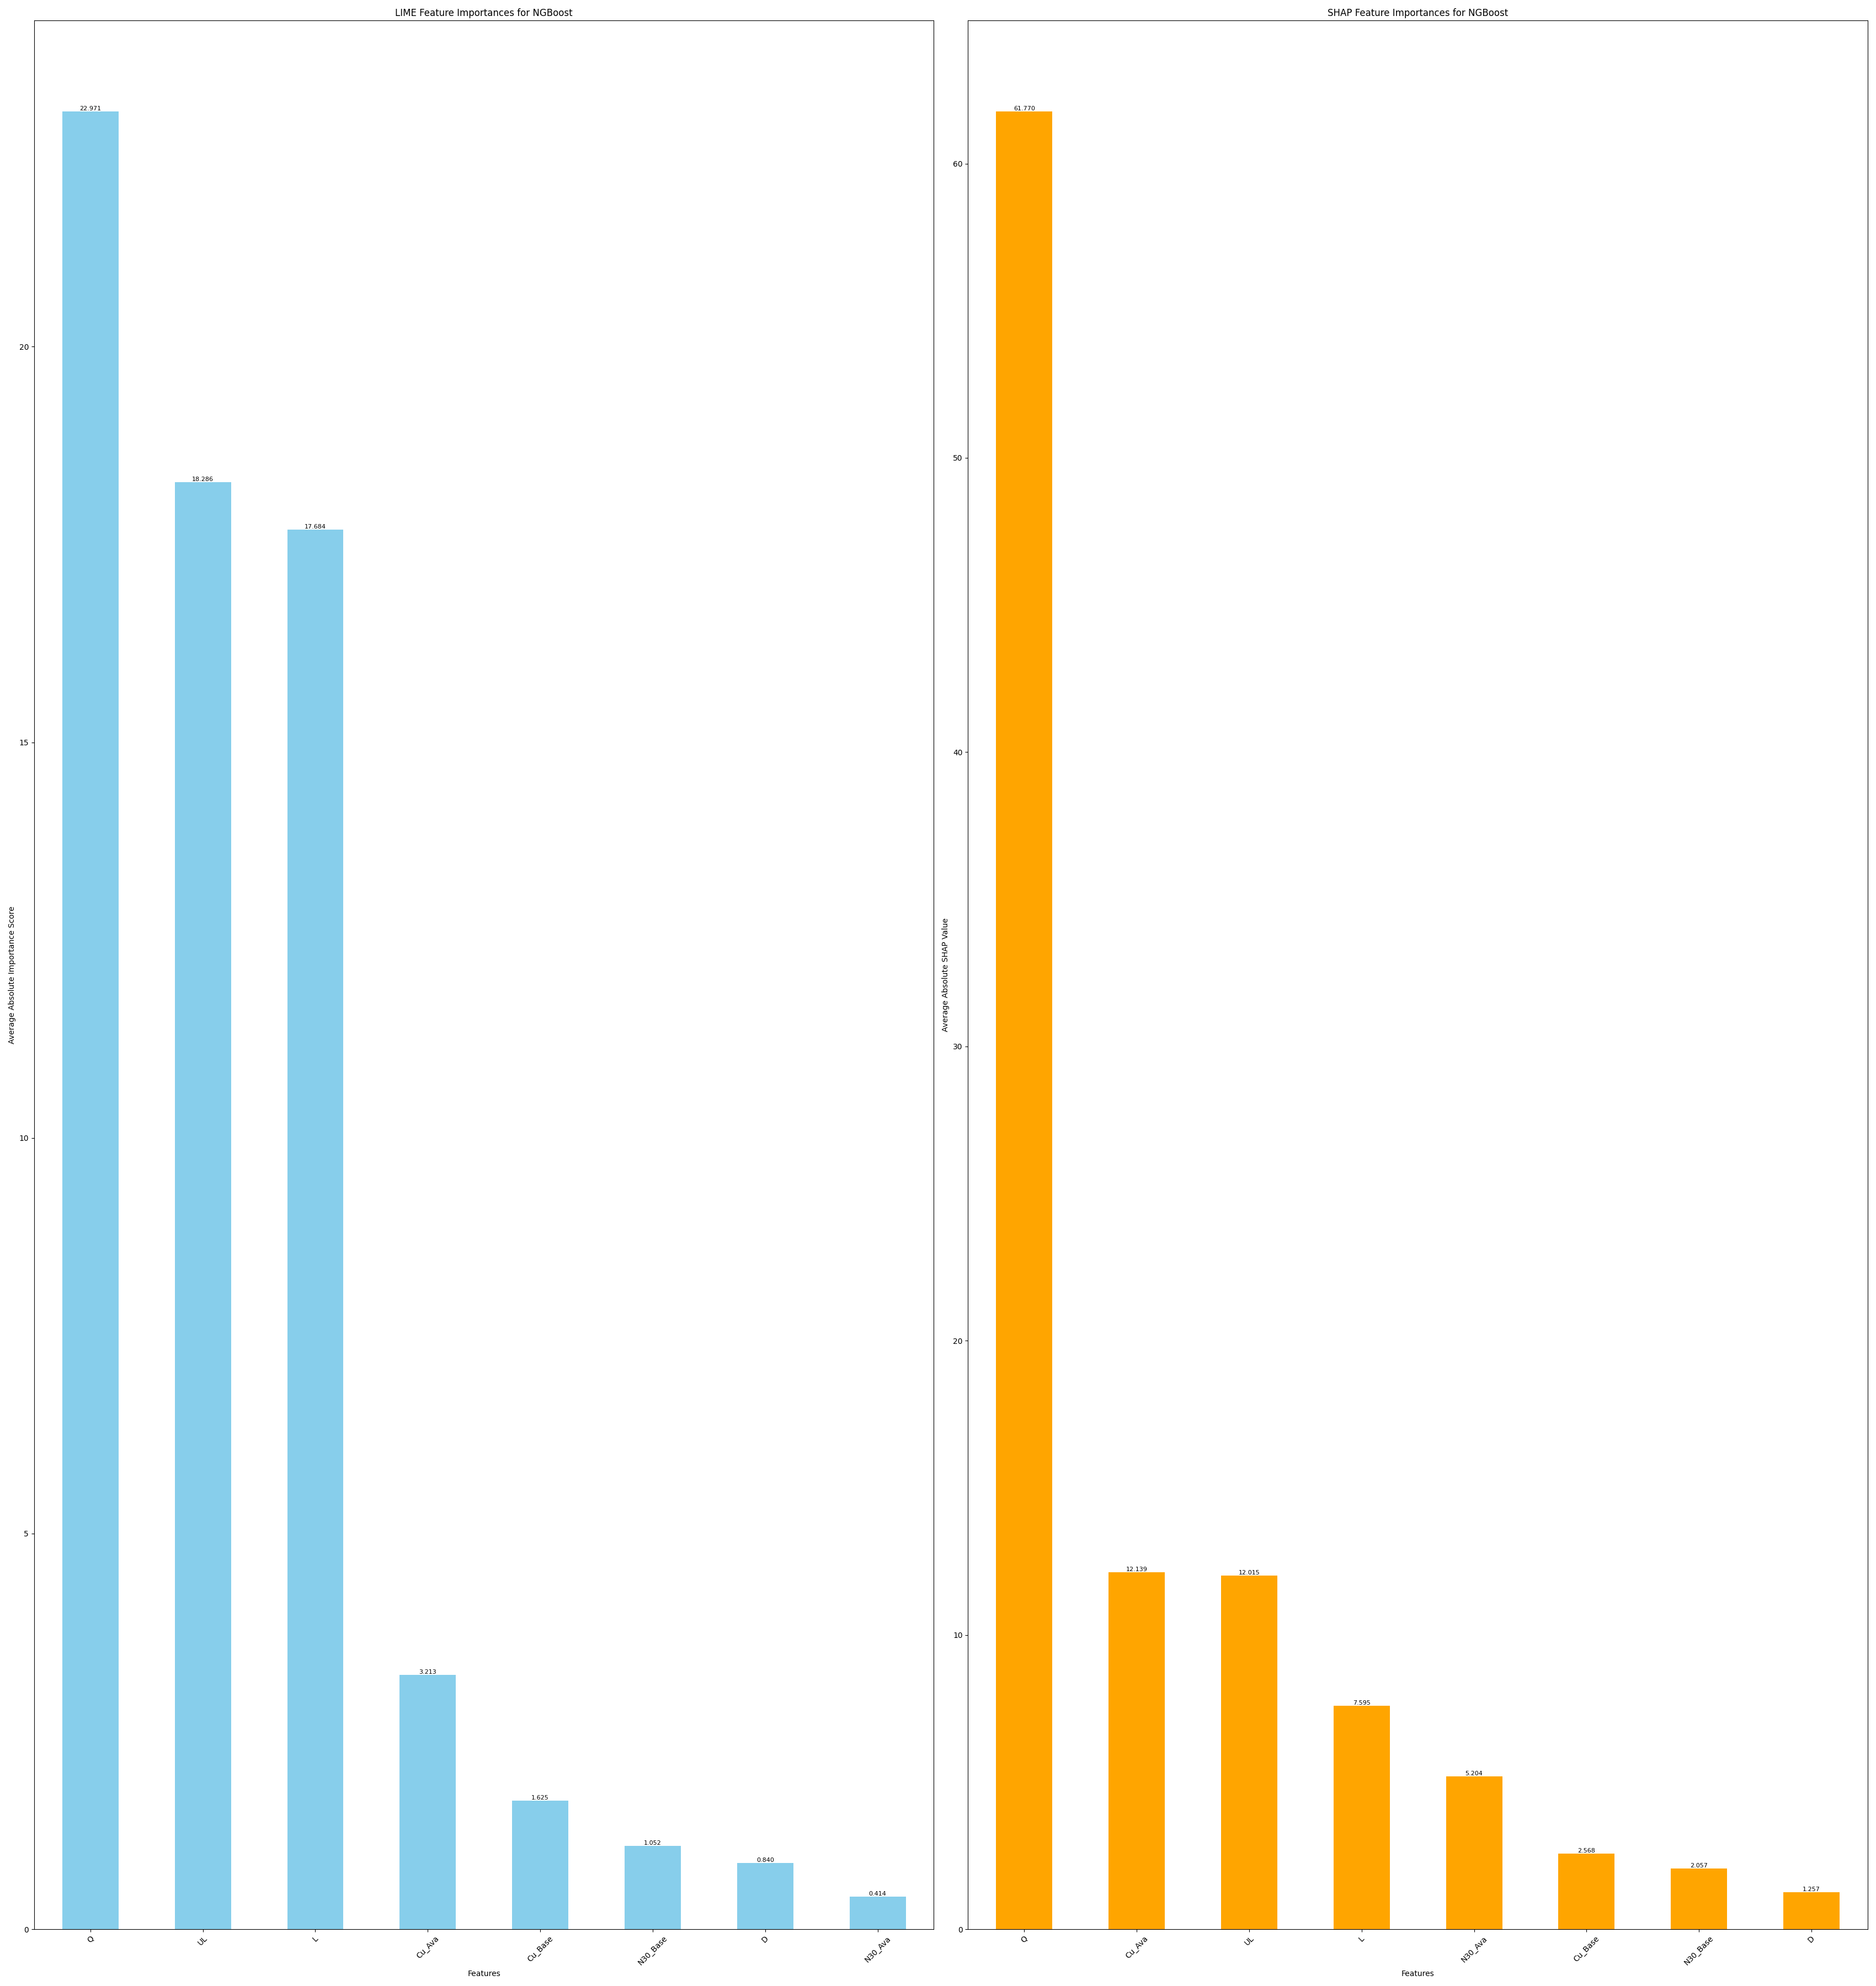 LIME Feature Importances for NGBoost
Average Absolute Importance Score
20
15
10
5
0
22.971
18.286
17.684
3.213
1.625
1.052
0.840
0.414
Q
UL
L
Cu_Ava
Cu_Base
N30_Base
D
N30_Ava
Features
SHAP Feature Importances for NGBoost
Average Absolute SHAP Value
60
50
40
30
20
10
0
61.770
12.139
12.015
7.595
5.204
2.568
2.057
1.257
Q
Cu_Ava
UL
L
N30_Ava
Cu_Base
N30_Base
D
Features